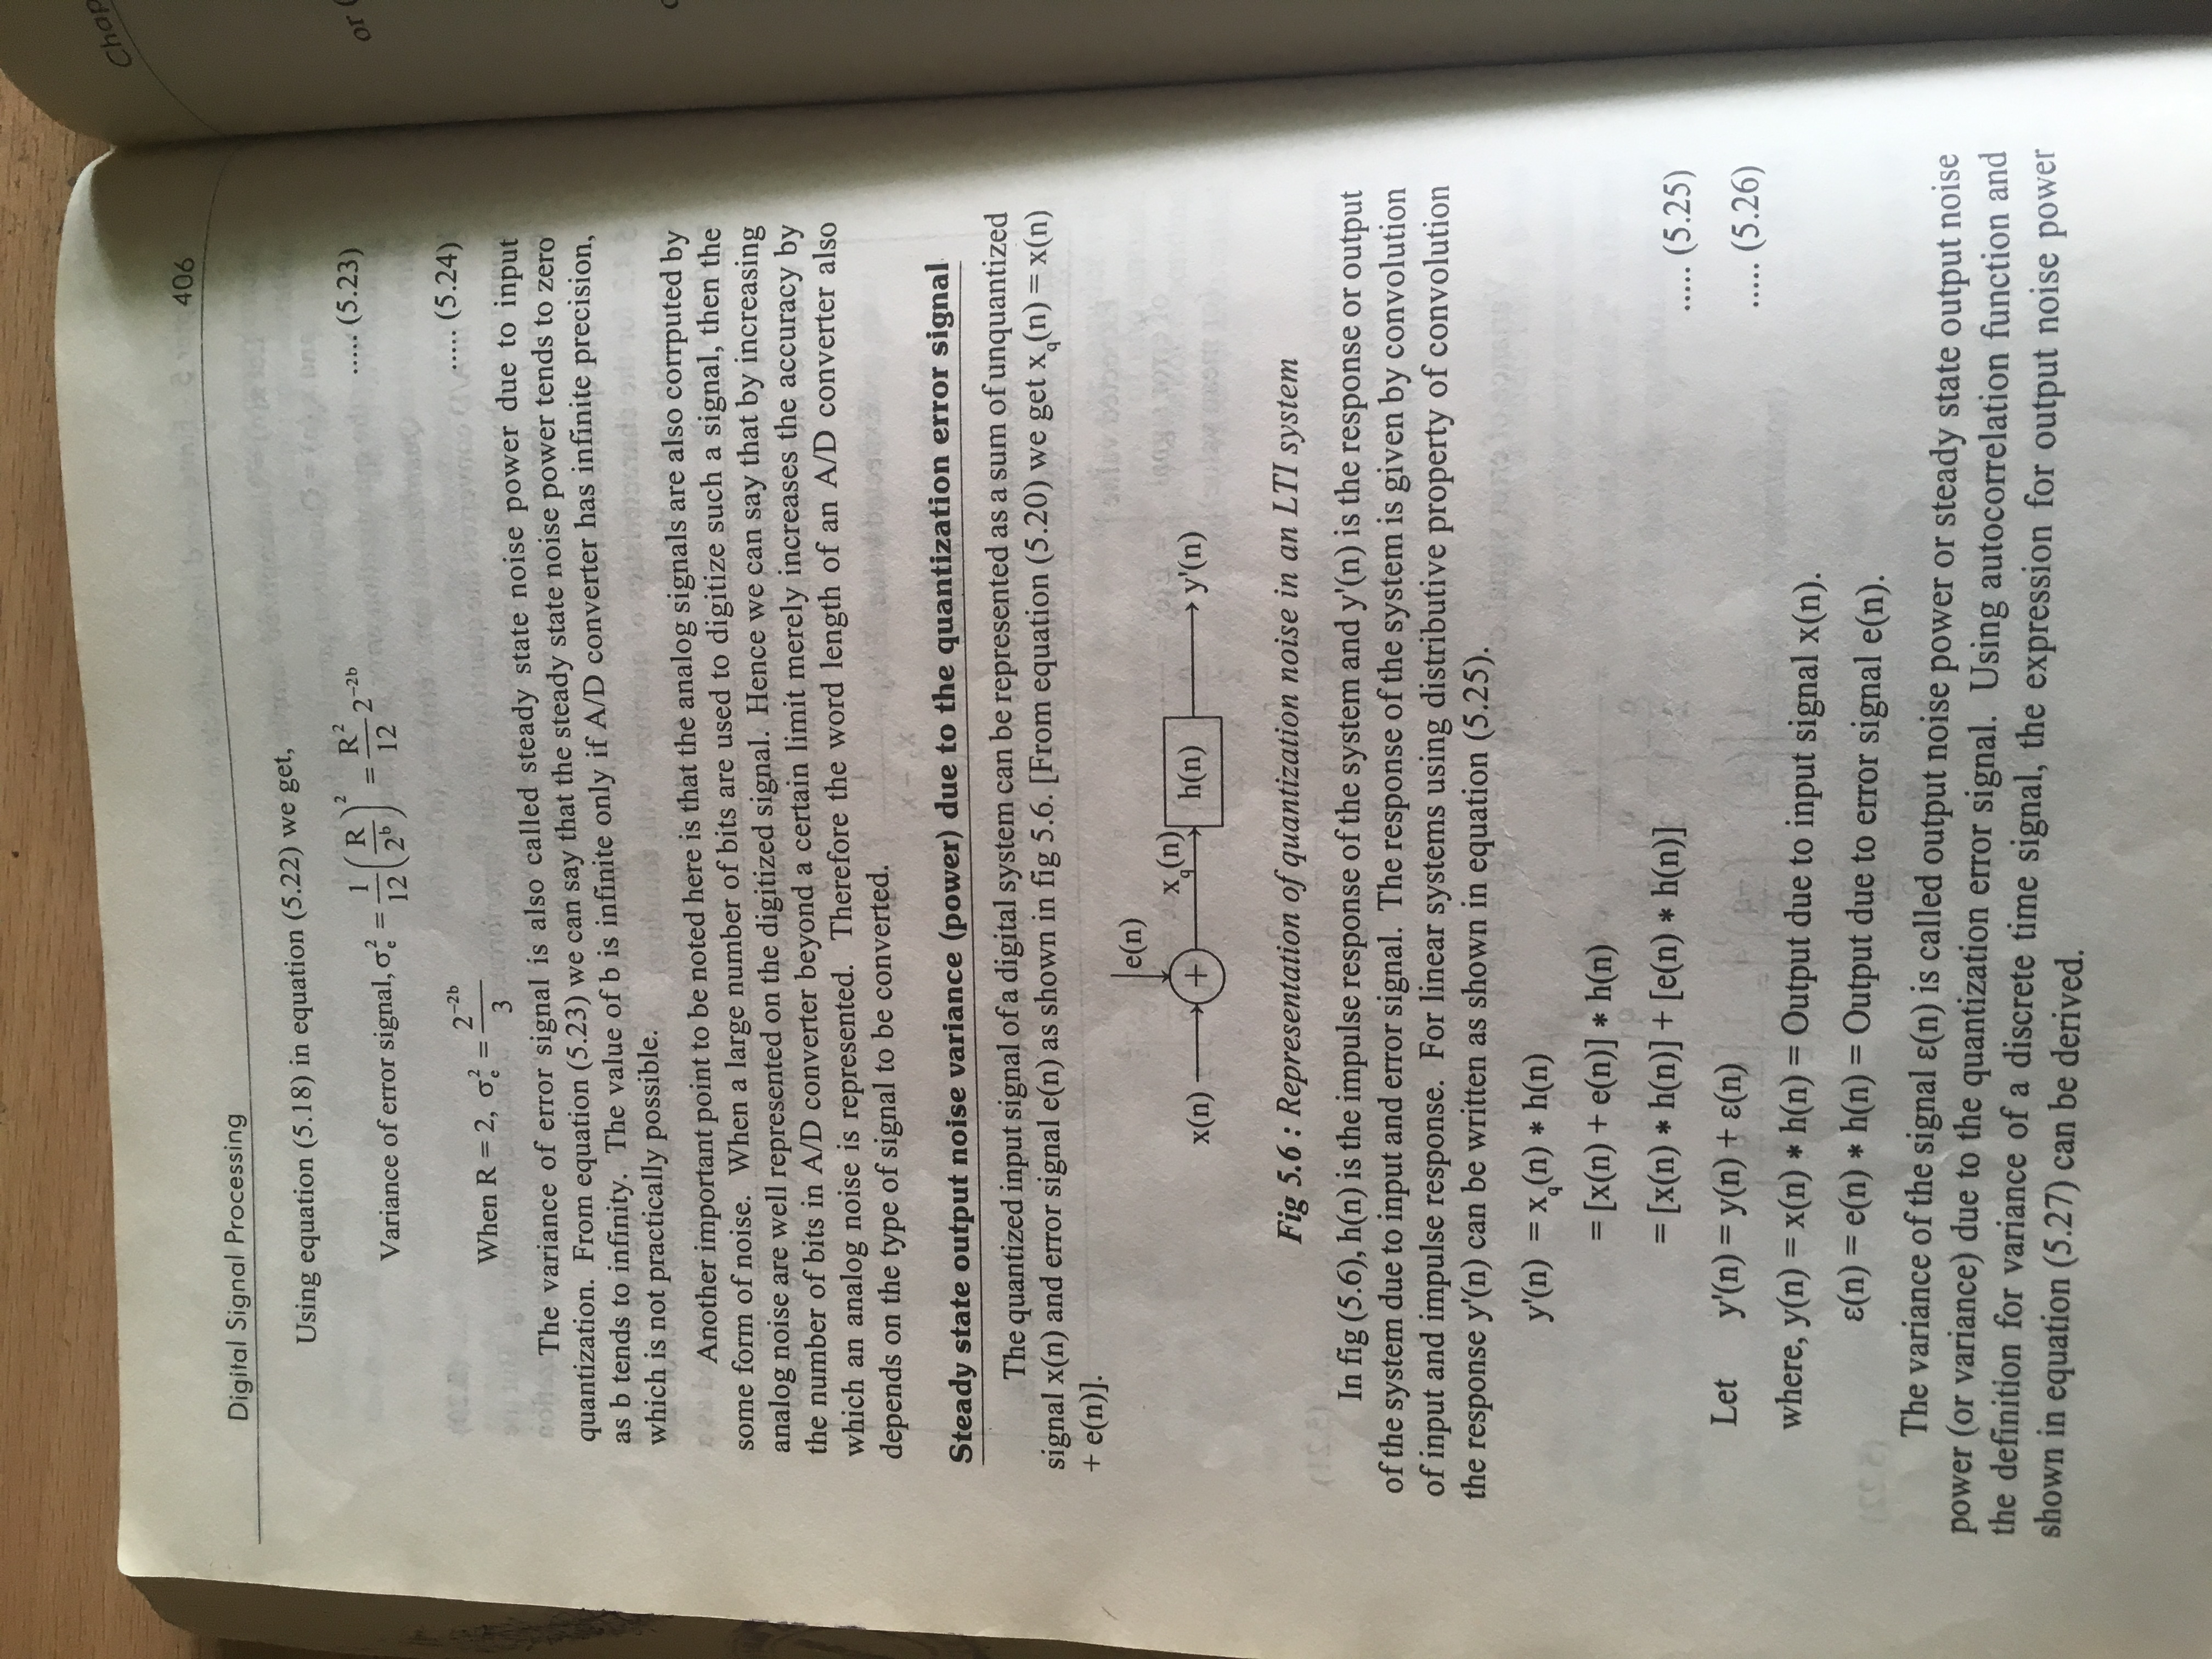 Chap
406
Digital Signal Processing
Using equation (5.18) in equation (5.22) we get,
Variance of error signal, σₑ² = 1/12 (R/2ᵇ)² = R²/12 2⁻²ᵇ ..... (5.23)
When R = 2, σₑ² = 2⁻²ᵇ/3 ..... (5.24)
The variance of error signal is also called steady state noise power due to input
quantization. From equation (5.23) we can say that the steady state noise power tends to zero
as b tends to infinity. The value of b is infinite only if A/D converter has infinite precision,
which is not practically possible.
Another important point to be noted here is that the analog signals are also corrputed by
some form of noise. When a large number of bits are used to digitize such a signal, then the
analog noise are well represented on the digitized signal. Hence we can say that by increasing
the number of bits in A/D converter beyond a certain limit merely increases the accuracy by
which an analog noise is represented. Therefore the word length of an A/D converter also
depends on the type of signal to be converted.
Steady state output noise variance (power) due to the quantization error signal
The quantized input signal of a digital system can be represented as a sum of unquantized
signal x(n) and error signal e(n) as shown in fig 5.6. [From equation (5.20) we get x_q(n) = x(n)
+ e(n)].
e(n)
x(n) + x_q(n) h(n) y'(n)
Fig 5.6 : Representation of quantization noise in an LTI system
In fig (5.6), h(n) is the impulse response of the system and y'(n) is the response or output
of the system due to input and error signal. The response of the system is given by convolution
of input and impulse response. For linear systems using distributive property of convolution
the response y'(n) can be written as shown in equation (5.25).
y'(n) = x_q(n) * h(n)
= [x(n) + e(n)] * h(n)
= [x(n) * h(n)] + [e(n) * h(n)] ..... (5.25)
Let y'(n) = y(n) + ε(n) ..... (5.26)
where, y(n) = x(n) * h(n) = Output due to input signal x(n).
ε(n) = e(n) * h(n) = Output due to error signal e(n).
The variance of the signal ε(n) is called output noise power or steady state output noise
power (or variance) due to the quantization error signal. Using autocorrelation function and
the definition for variance of a discrete time signal, the expression for output noise power
shown in equation (5.27) can be derived.
or